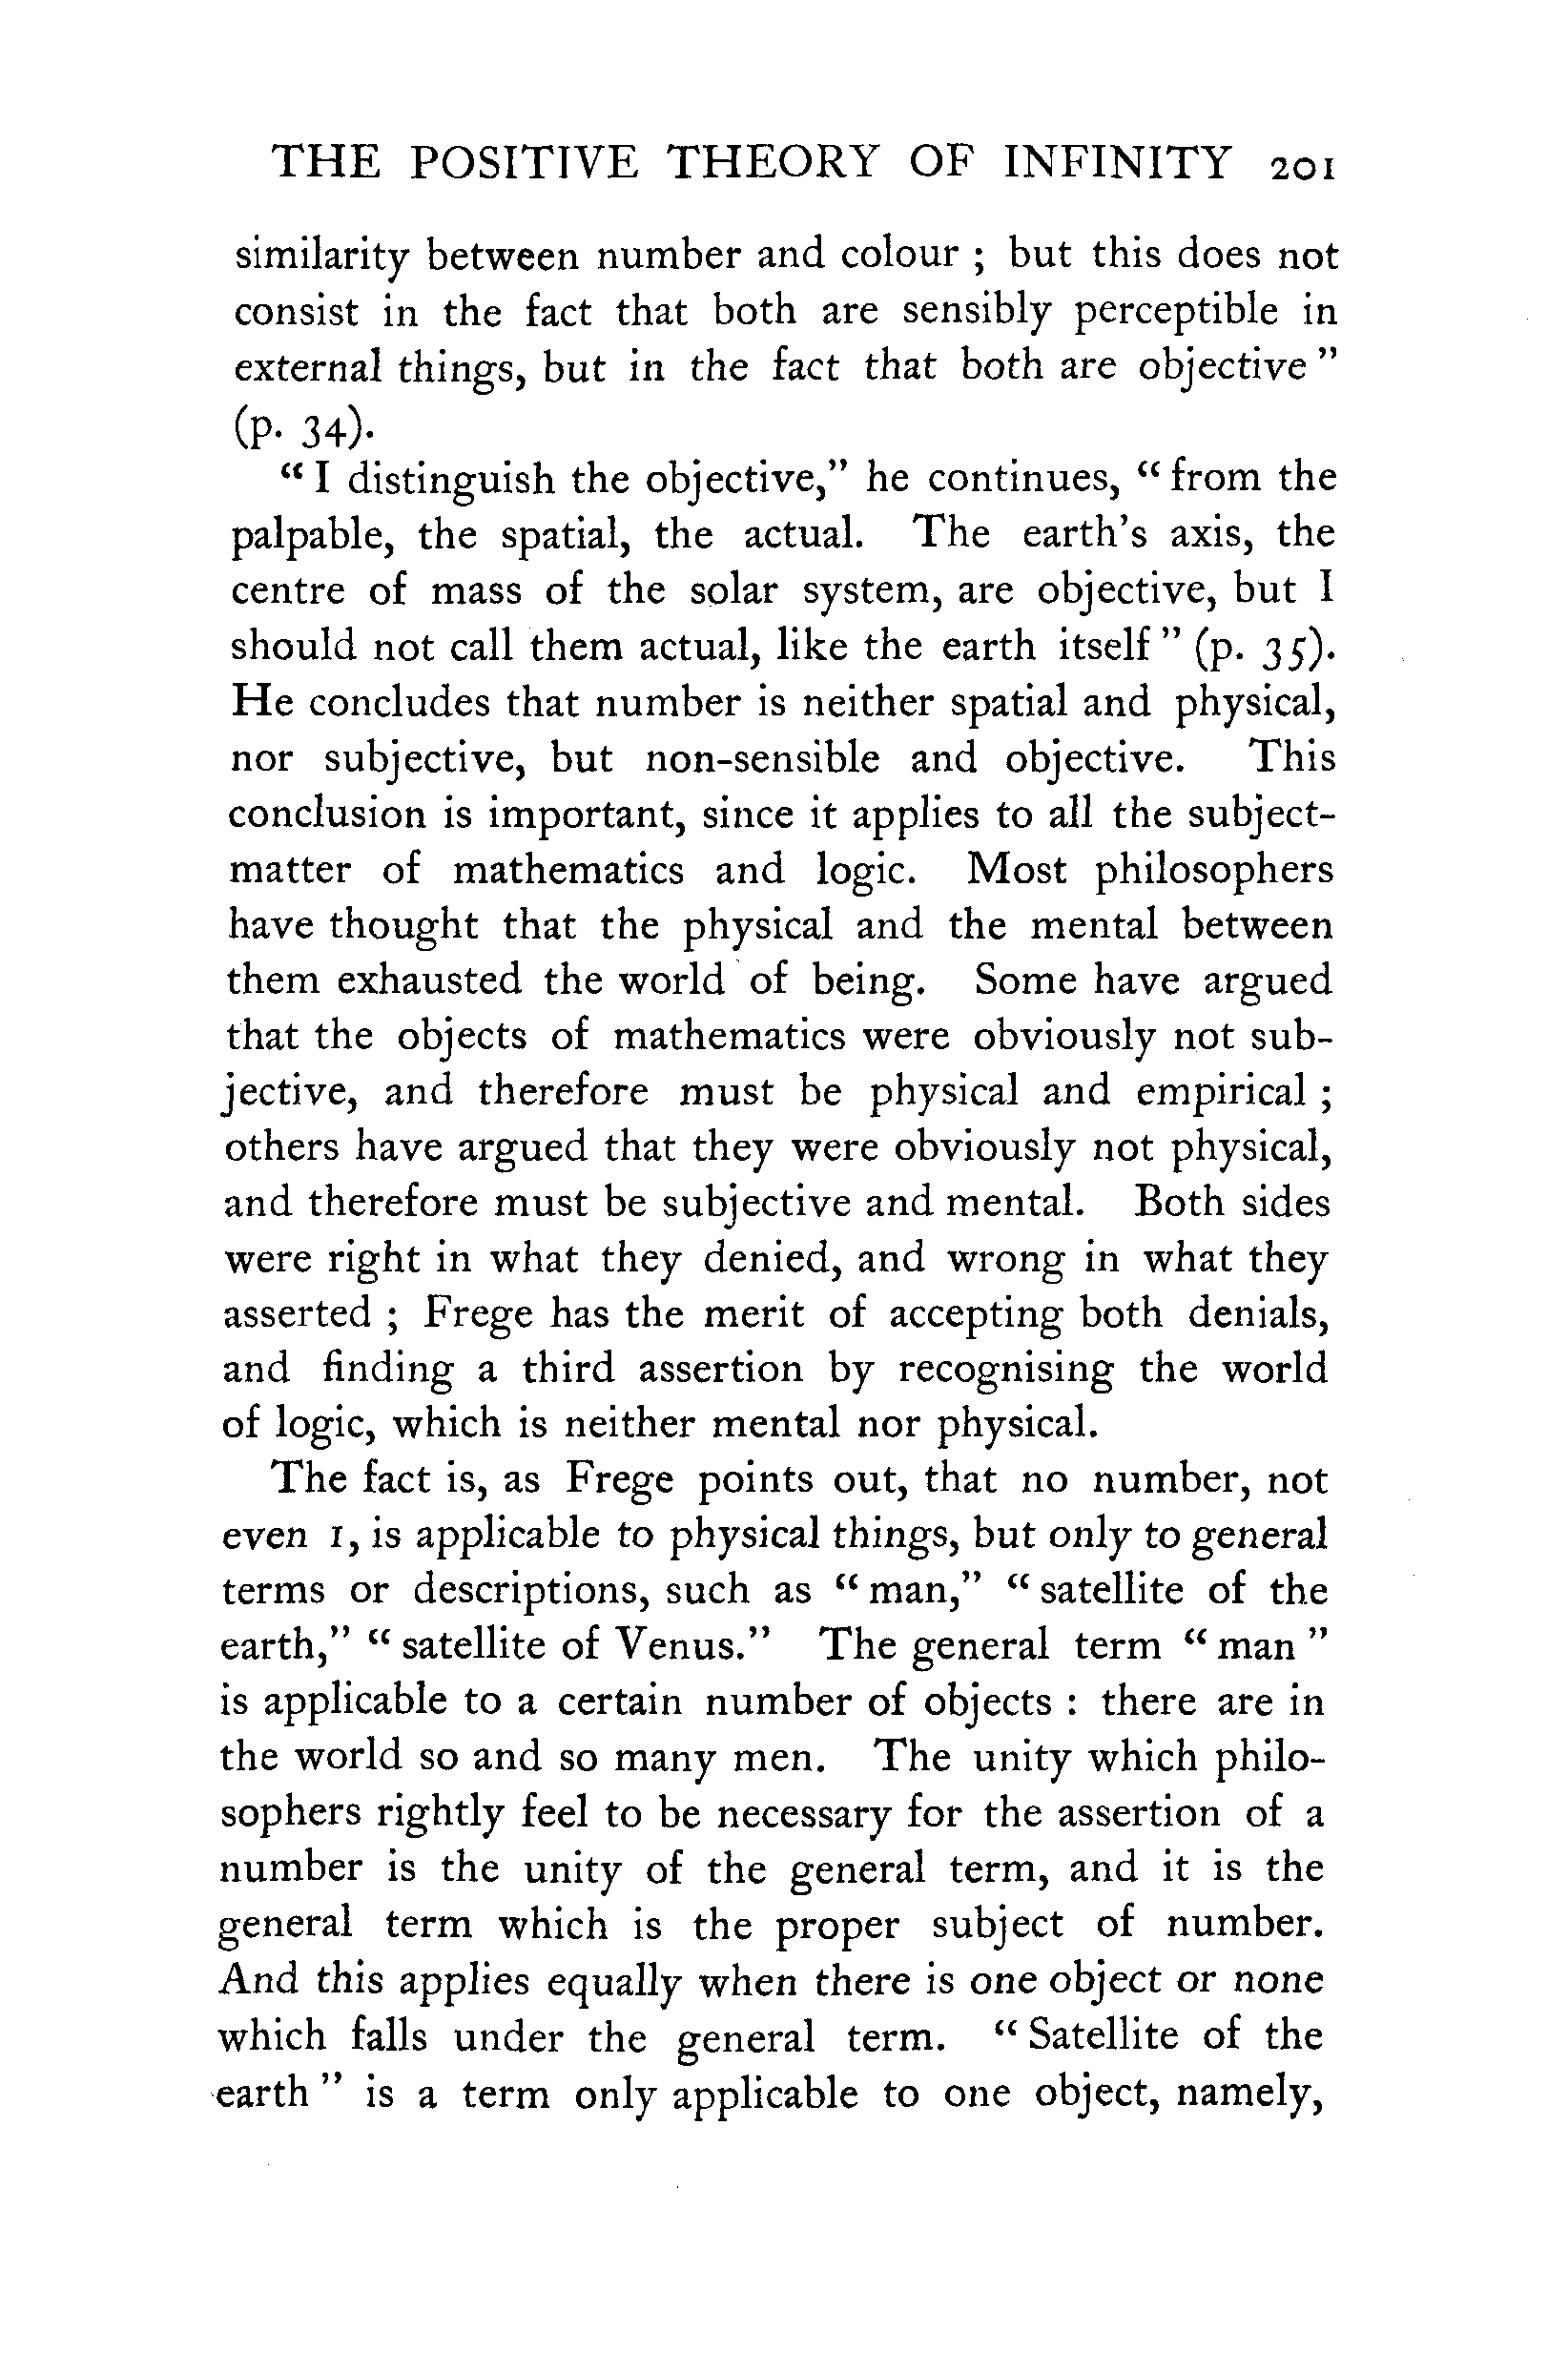 THE POSITIVE THEORY OF INFINITY 201
similarity between number and colour ; but this does not
consist in the fact that both are sensibly perceptible in
external things, but in the fact that both are objective ”
(p. 34).
“ I distinguish the objective,” he continues, “ from the
palpable, the spatial, the actual. The earth’s axis, the
centre of mass of the solar system, are objective, but I
should not call them actual, like the earth itself ” (p. 35).
He concludes that number is neither spatial and physical,
nor subjective, but non-sensible and objective. This
conclusion is important, since it applies to all the subject-
matter of mathematics and logic. Most philosophers
have thought that the physical and the mental between
them exhausted the world of being. Some have argued
that the objects of mathematics were obviously not sub-
jective, and therefore must be physical and empirical ;
others have argued that they were obviously not physical,
and therefore must be subjective and mental. Both sides
were right in what they denied, and wrong in what they
asserted ; Frege has the merit of accepting both denials,
and finding a third assertion by recognising the world
of logic, which is neither mental nor physical.
The fact is, as Frege points out, that no number, not
even 1, is applicable to physical things, but only to general
terms or descriptions, such as “ man,” “ satellite of the
earth,” “ satellite of Venus.” The general term “ man ”
is applicable to a certain number of objects : there are in
the world so and so many men. The unity which philo-
sophers rightly feel to be necessary for the assertion of a
number is the unity of the general term, and it is the
general term which is the proper subject of number.
And this applies equally when there is one object or none
which falls under the general term. “ Satellite of the
earth ” is a term only applicable to one object, namely,